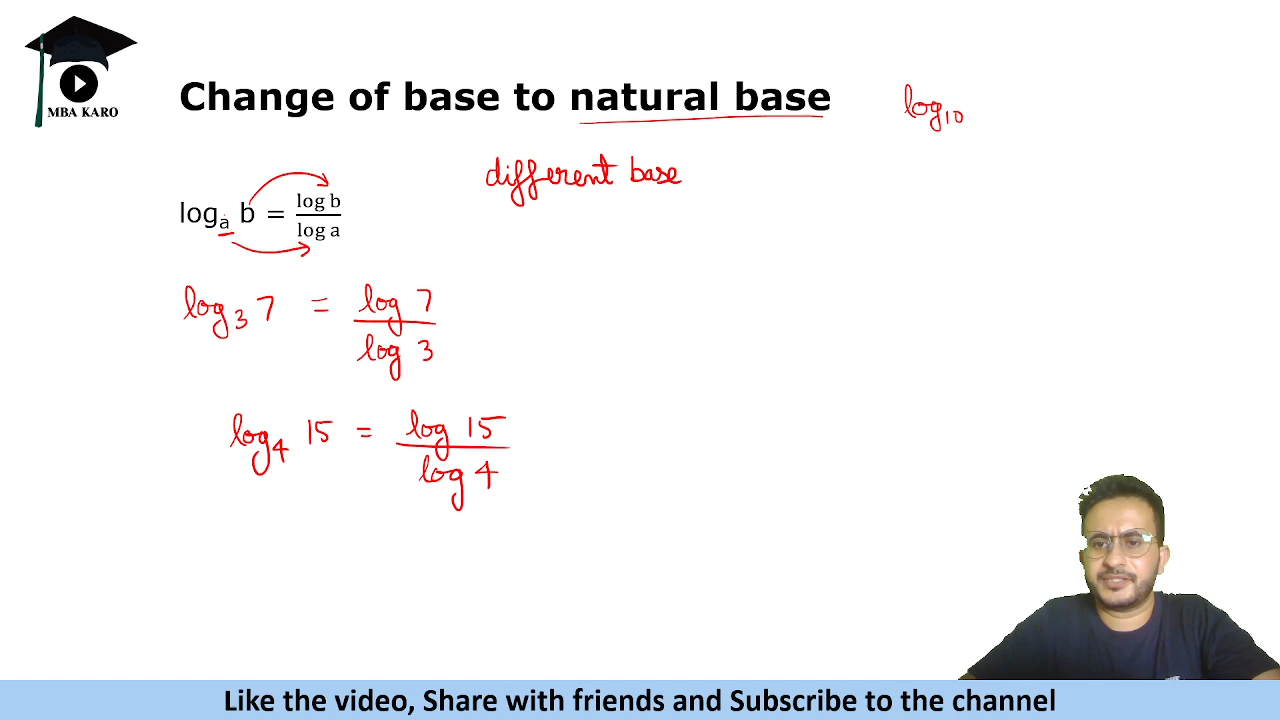 MBA KARO
Change of base to natural base
log₁₀
different base
logₐ b = log b / log a
log₃ 7 = log 7 / log 3
log₄ 15 = log 15 / log 4
Like the video, Share with friends and Subscribe to the channel